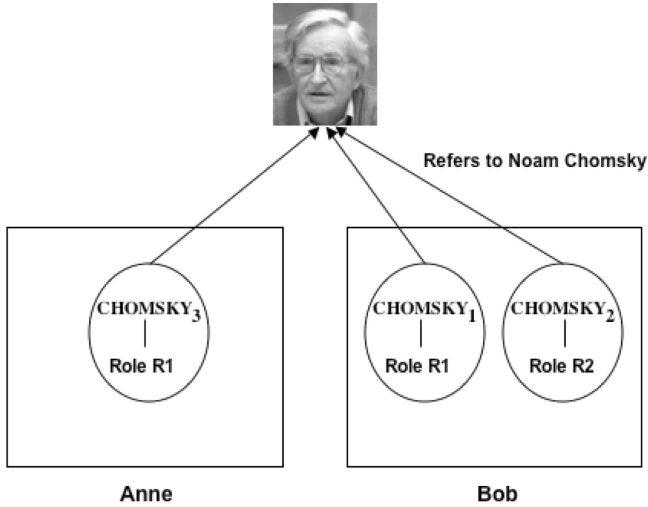 Refers to Noam Chomsky
CHOMSKY3
Role R1
CHOMSKY1
Role R1
CHOMSKY2
Role R2
Anne
Bob